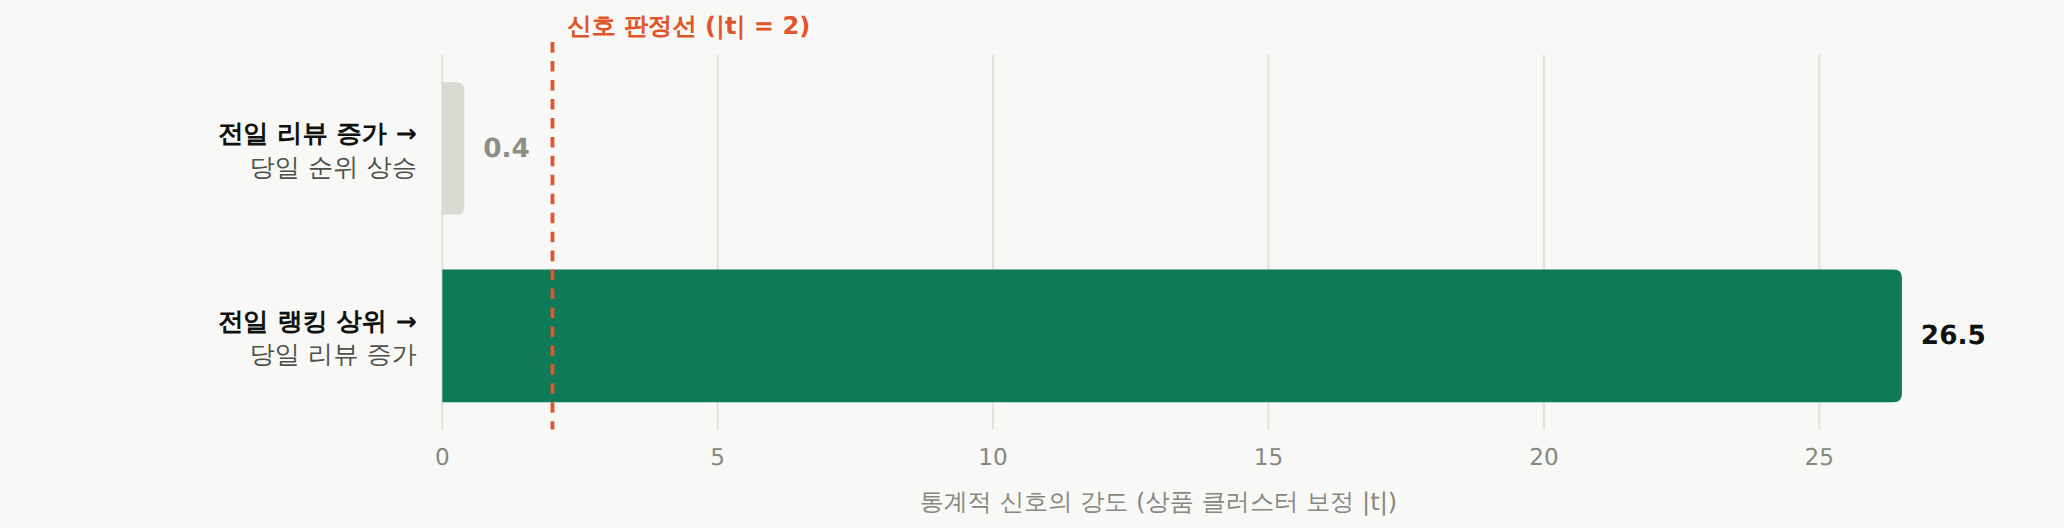 신호 판정선 (|t| = 2)
전일 리뷰 증가 →
당일 순위 상승
0.4
전일 랭킹 상위 →
당일 리뷰 증가
26.5
0 5 10 15 20 25
통계적 신호의 강도 (상품 클러스터 보정 |t|)